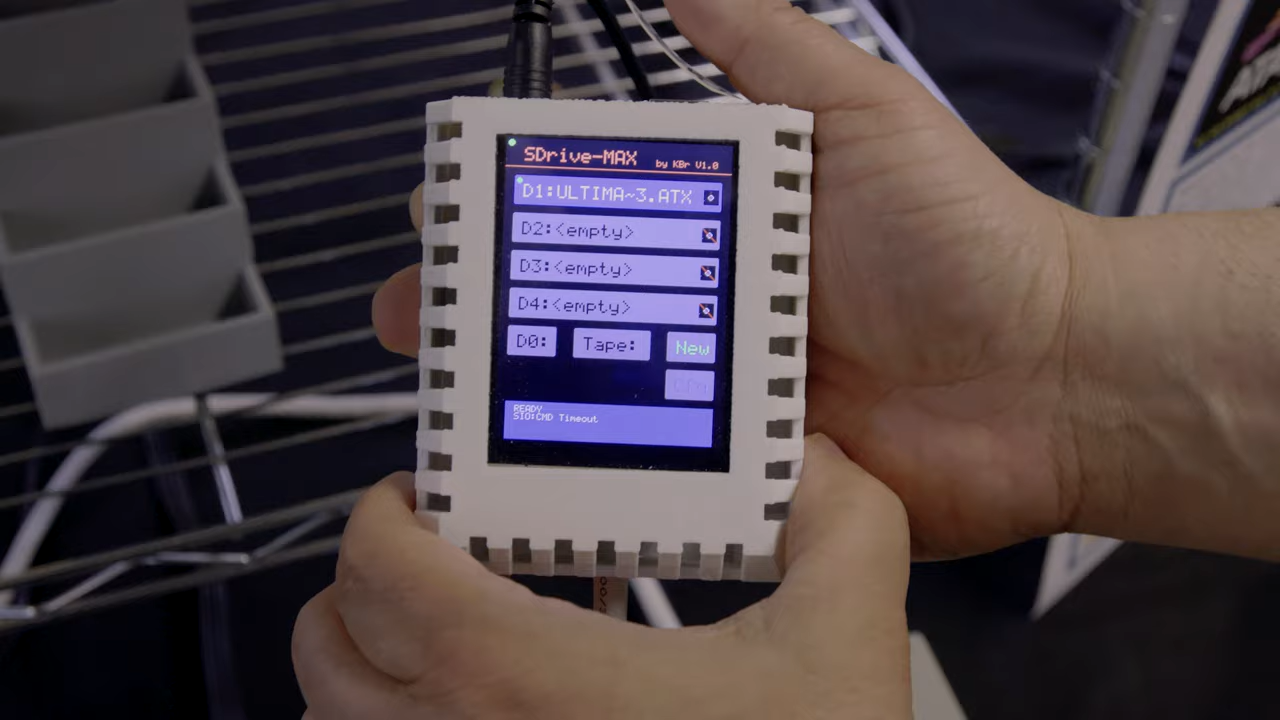 SDrive-MAX by KBr V1.0
D1:ULTIMA~3.ATX
D2:<empty>
D3:<empty>
D4:<empty>
D0: Tape: New
Cfg
READY
SIO:CMD Timeout